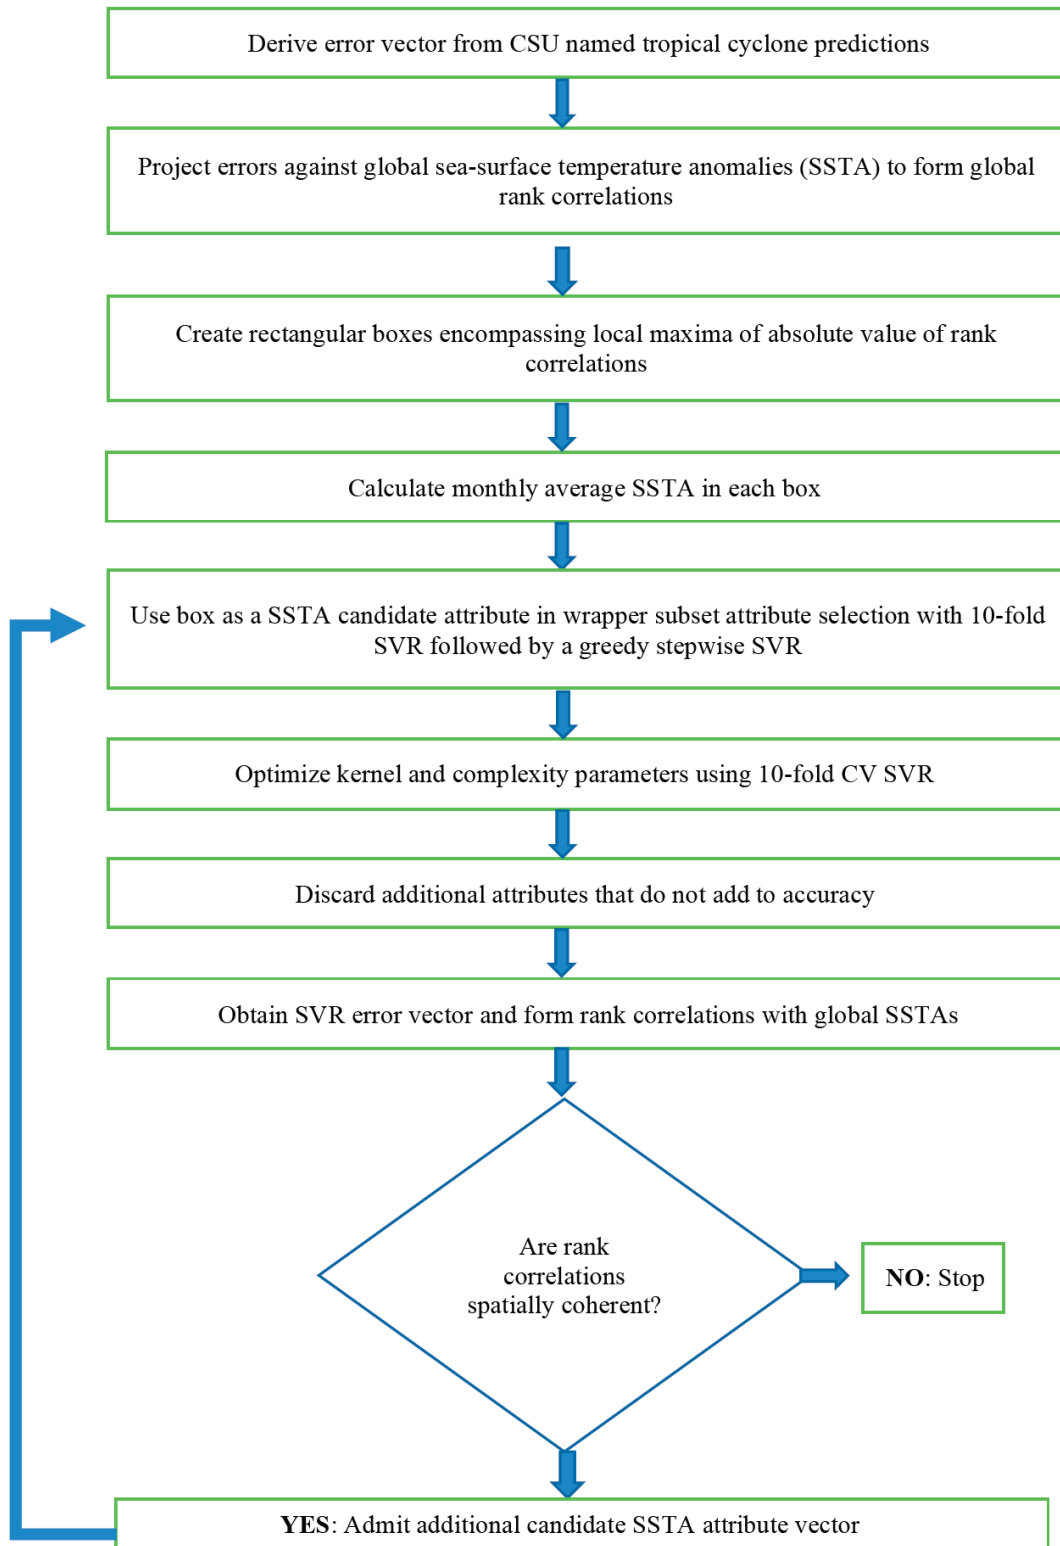 Derive error vector from CSU named tropical cyclone predictions
Project errors against global sea-surface temperature anomalies (SSTA) to form global
rank correlations
Create rectangular boxes encompassing local maxima of absolute value of rank
correlations
Calculate monthly average SSTA in each box
Use box as a SSTA candidate attribute in wrapper subset attribute selection with 10-fold
SVR followed by a greedy stepwise SVR
Optimize kernel and complexity parameters using 10-fold CV SVR
Discard additional attributes that do not add to accuracy
Obtain SVR error vector and form rank correlations with global SSTAs
Are rank
correlations
spatially coherent?
NO: Stop
YES: Admit additional candidate SSTA attribute vector